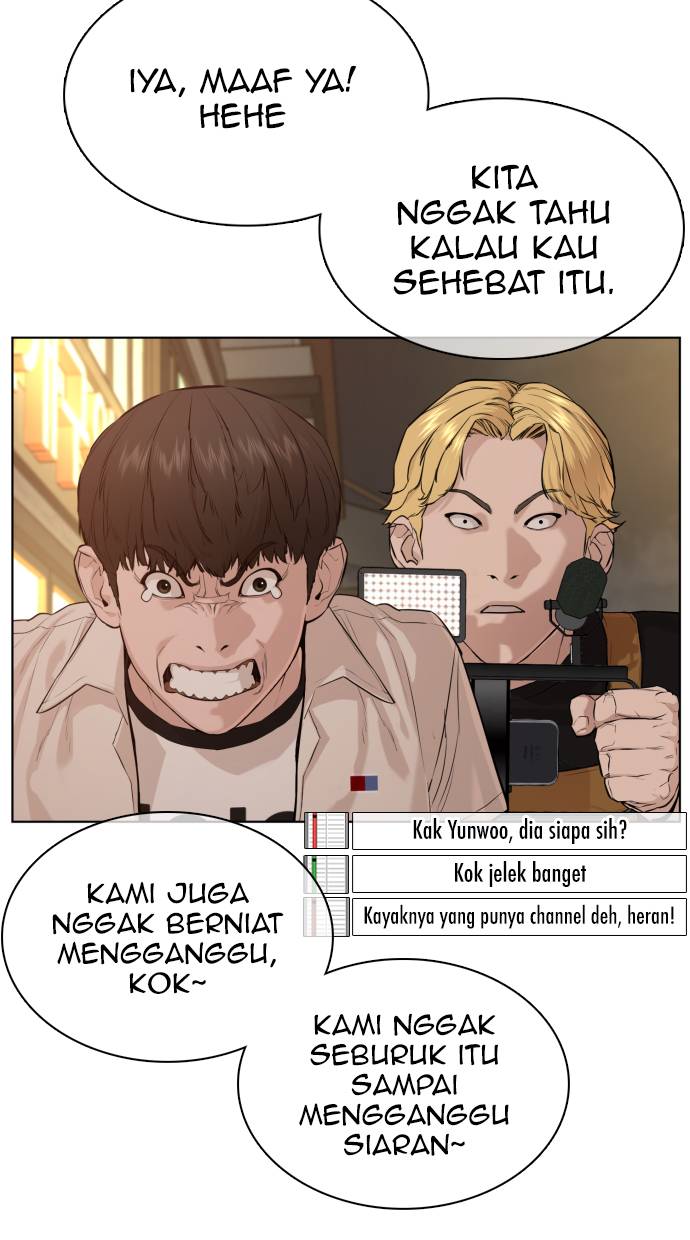 IYA, MAAF YA!
HEHE
KITA
NGGAK TAHU
KALAU KAU
SEHEBAT ITU.
Kak Yunwoo, dia siapa sih?
Kok jelek banget
Kayaknya yang punya channel deh, heran!
KAMI JUGA
NGGAK BERNIAT
MENGGANGGU,
KOK~
KAMI NGGAK
SEBURUK ITU
SAMPAI
MENGGANGGU
SIARAN~